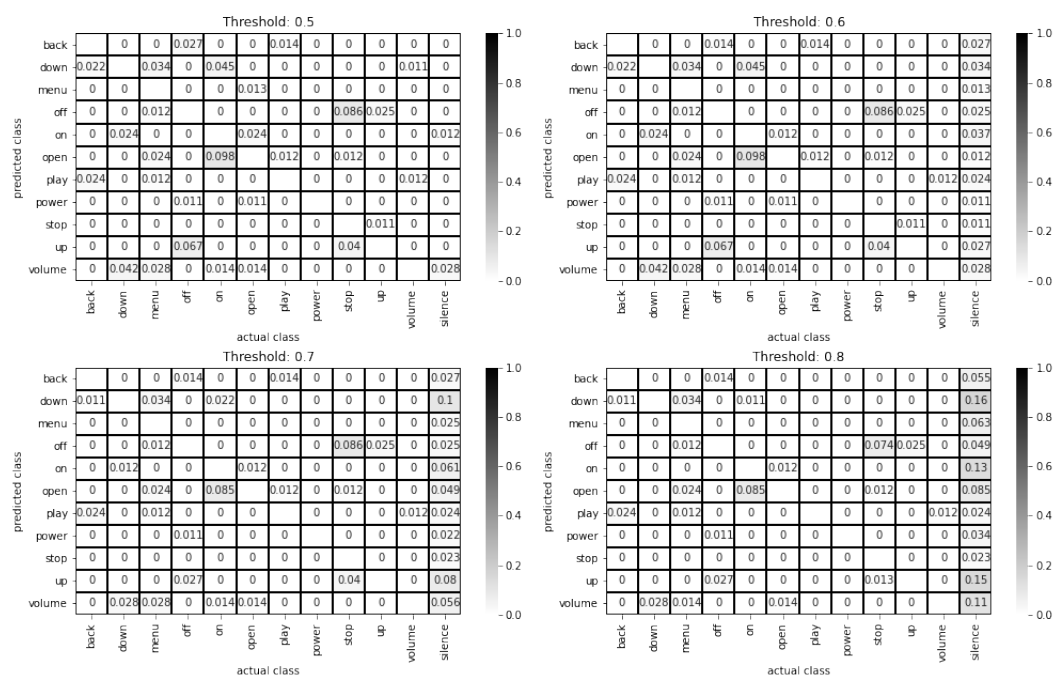 Threshold: 0.5
1.0
back 0 0 0.027 0 0 0.014 0 0 0 0 0
down 0.022 0.034 0 0.045 0 0 0 0 0 0.011 0
0.8
menu 0 0 0 0 0.013 0 0 0 0 0 0
off 0 0 0.012 0 0 0 0 0.086 0.025 0 0
0.6
on 0 0.024 0 0 0.024 0 0 0 0 0 0.012
open 0 0 0.024 0 0.098 0.012 0 0.012 0 0 0
0.4
play 0.024 0 0.012 0 0 0 0 0 0 0.012 0
power 0 0 0 0.011 0 0.011 0 0 0 0 0
0.2
stop 0 0 0 0 0 0 0 0 0.011 0 0
up 0 0 0 0.067 0 0 0 0 0.04 0 0
volume 0 0.042 0.028 0 0.014 0.014 0 0 0 0 0.028
0.0
predicted class
back down menu off on open play power stop up volume silence
actual class
Threshold: 0.6
1.0
back 0 0 0.014 0 0 0.014 0 0 0 0 0.027
down 0.022 0.034 0 0.045 0 0 0 0 0 0.011 0.034
0.8
menu 0 0 0 0 0 0 0 0 0 0 0.013
off 0 0 0.012 0 0 0 0 0.086 0.025 0 0.025
0.6
on 0 0.024 0 0 0.012 0 0 0 0 0 0.037
open 0 0 0.024 0 0.098 0.012 0 0.012 0 0 0.012
0.4
play 0.024 0 0.012 0 0 0 0 0 0 0.012 0.024
power 0 0 0 0.011 0 0.011 0 0 0 0 0.011
0.2
stop 0 0 0 0 0 0 0 0 0.011 0 0.011
up 0 0 0 0.067 0 0 0 0 0.04 0 0.027
volume 0 0.042 0.028 0 0.014 0.014 0 0 0 0 0.028
0.0
predicted class
back down menu off on open play power stop up volume silence
actual class
Threshold: 0.7
1.0
back 0 0 0.014 0 0 0.014 0 0 0 0 0.027
down 0.011 0.034 0 0.022 0 0 0 0 0 0 0.1
0.8
menu 0 0 0 0 0 0 0 0 0 0 0.025
off 0 0 0.012 0 0 0 0 0.086 0.025 0 0.025
0.6
on 0 0.012 0 0 0.012 0 0 0 0 0 0.061
open 0 0 0.024 0 0.085 0.012 0 0.012 0 0 0.049
0.4
play 0.024 0 0.012 0 0 0 0 0 0 0.012 0.024
power 0 0 0 0.011 0 0 0 0 0 0 0.022
0.2
stop 0 0 0 0 0 0 0 0 0 0 0.023
up 0 0 0 0.027 0 0 0 0 0.04 0 0.08
volume 0 0.028 0.028 0 0.014 0.014 0 0 0 0 0.056
0.0
predicted class
back down menu off on open play power stop up volume silence
actual class
Threshold: 0.8
1.0
back 0 0 0.014 0 0 0 0 0 0 0 0.055
down 0.011 0.034 0 0.011 0 0 0 0 0 0 0.16
0.8
menu 0 0 0 0 0 0 0 0 0 0 0.063
off 0 0 0.012 0 0 0 0 0.074 0.025 0 0.049
0.6
on 0 0 0 0 0.012 0 0 0 0 0 0.13
open 0 0 0.024 0 0.085 0 0 0.012 0 0 0.085
0.4
play 0.024 0 0.012 0 0 0 0 0 0 0.012 0.024
power 0 0 0 0.011 0 0 0 0 0 0 0.034
0.2
stop 0 0 0 0 0 0 0 0 0 0 0.023
up 0 0 0 0.027 0 0 0 0 0.013 0 0.15
volume 0 0.028 0.014 0 0 0.014 0 0 0 0 0.11
0.0
predicted class
back down menu off on open play power stop up volume silence
actual class